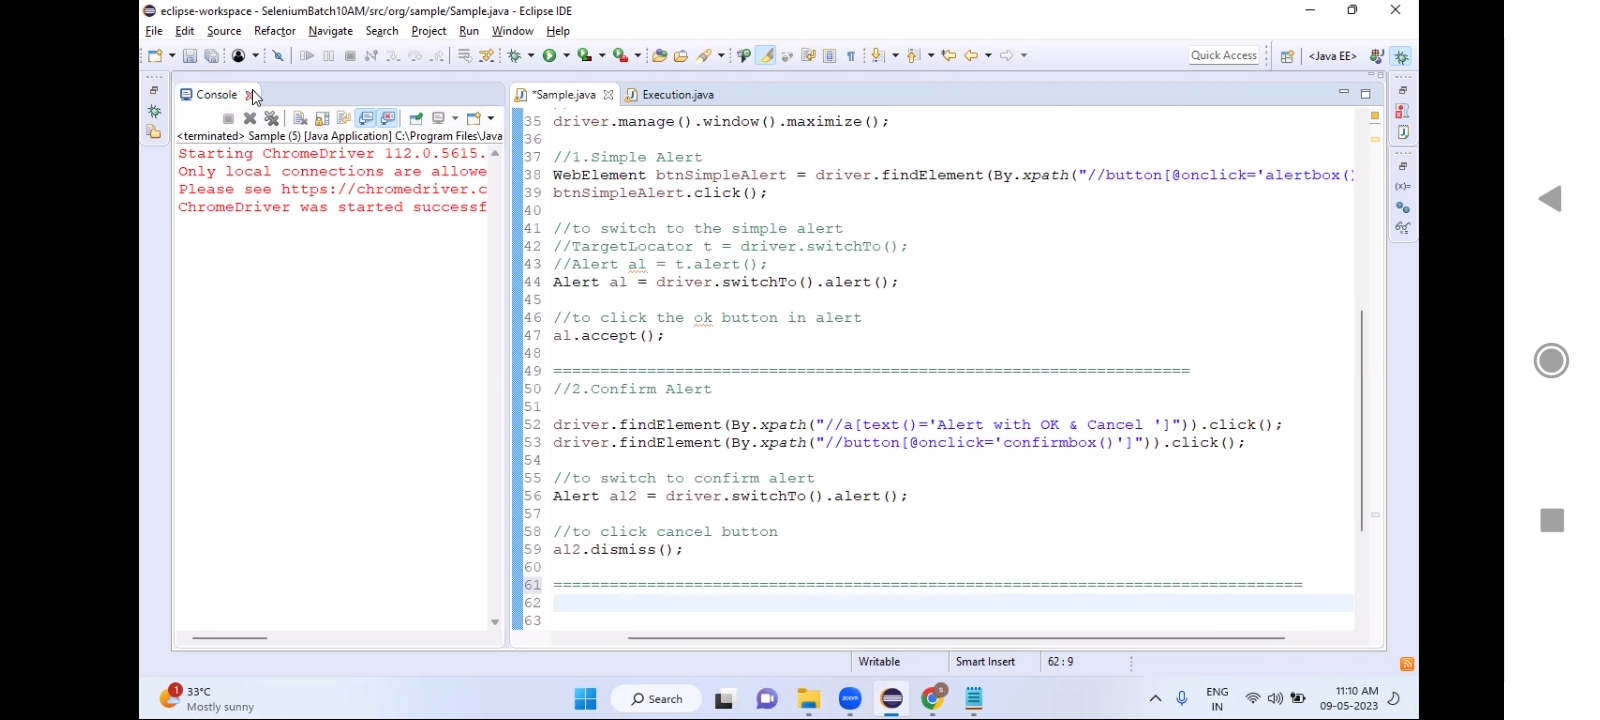 eclipse-workspace - SeleniumBatch10AM/src/org/sample/Sample.java - Eclipse IDE
File Edit Source Refactor Navigate Search Project Run Window Help
Quick Access <Java EE>
Console
*Sample.java Execution.java
<terminated> Sample (5) [Java Application] C:\Program Files\Java
Starting ChromeDriver 112.0.5615.
Only local connections are allowe
Please see https://chromedriver.c
ChromeDriver was started successf
35 driver.manage().window().maximize();
36
37 //1.Simple Alert
38 WebElement btnSimpleAlert = driver.findElement(By.xpath("//button[@onclick='alertbox()
39 btnSimpleAlert.click();
40
41 //to switch to the simple alert
42 //TargetLocator t = driver.switchTo();
43 //Alert al = t.alert();
44 Alert al = driver.switchTo().alert();
45
46 //to click the ok button in alert
47 al.accept();
48
49 ====================================================================
50 //2.Confirm Alert
51
52 driver.findElement(By.xpath("//a[text()='Alert with OK & Cancel ']")).click();
53 driver.findElement(By.xpath("//button[@onclick='confirmbox()']")).click();
54
55 //to switch to confirm alert
56 Alert al2 = driver.switchTo().alert();
57
58 //to click cancel button
59 al2.dismiss();
60
61 ================================================================================
62
63
Writable Smart Insert 62 : 9
1
33°C
Mostly sunny
Search
zoom
S
ENG
IN
11:10 AM
09-05-2023